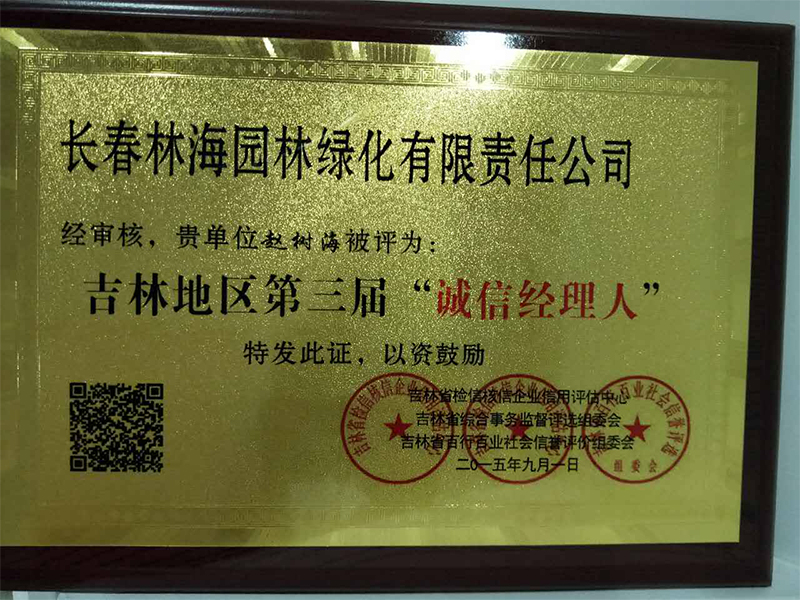 长春林海园林绿化有限责任公司
经审核，贵单位赵树海被评为：
吉林地区第三届“诚信经理人”
特发此证，以资鼓励
吉林省检信核信企业信用评估中心
吉林省综合事务监督评选组委会
吉林省百行百业社会信誉评价组委会
二〇一五年九月一日
组委会